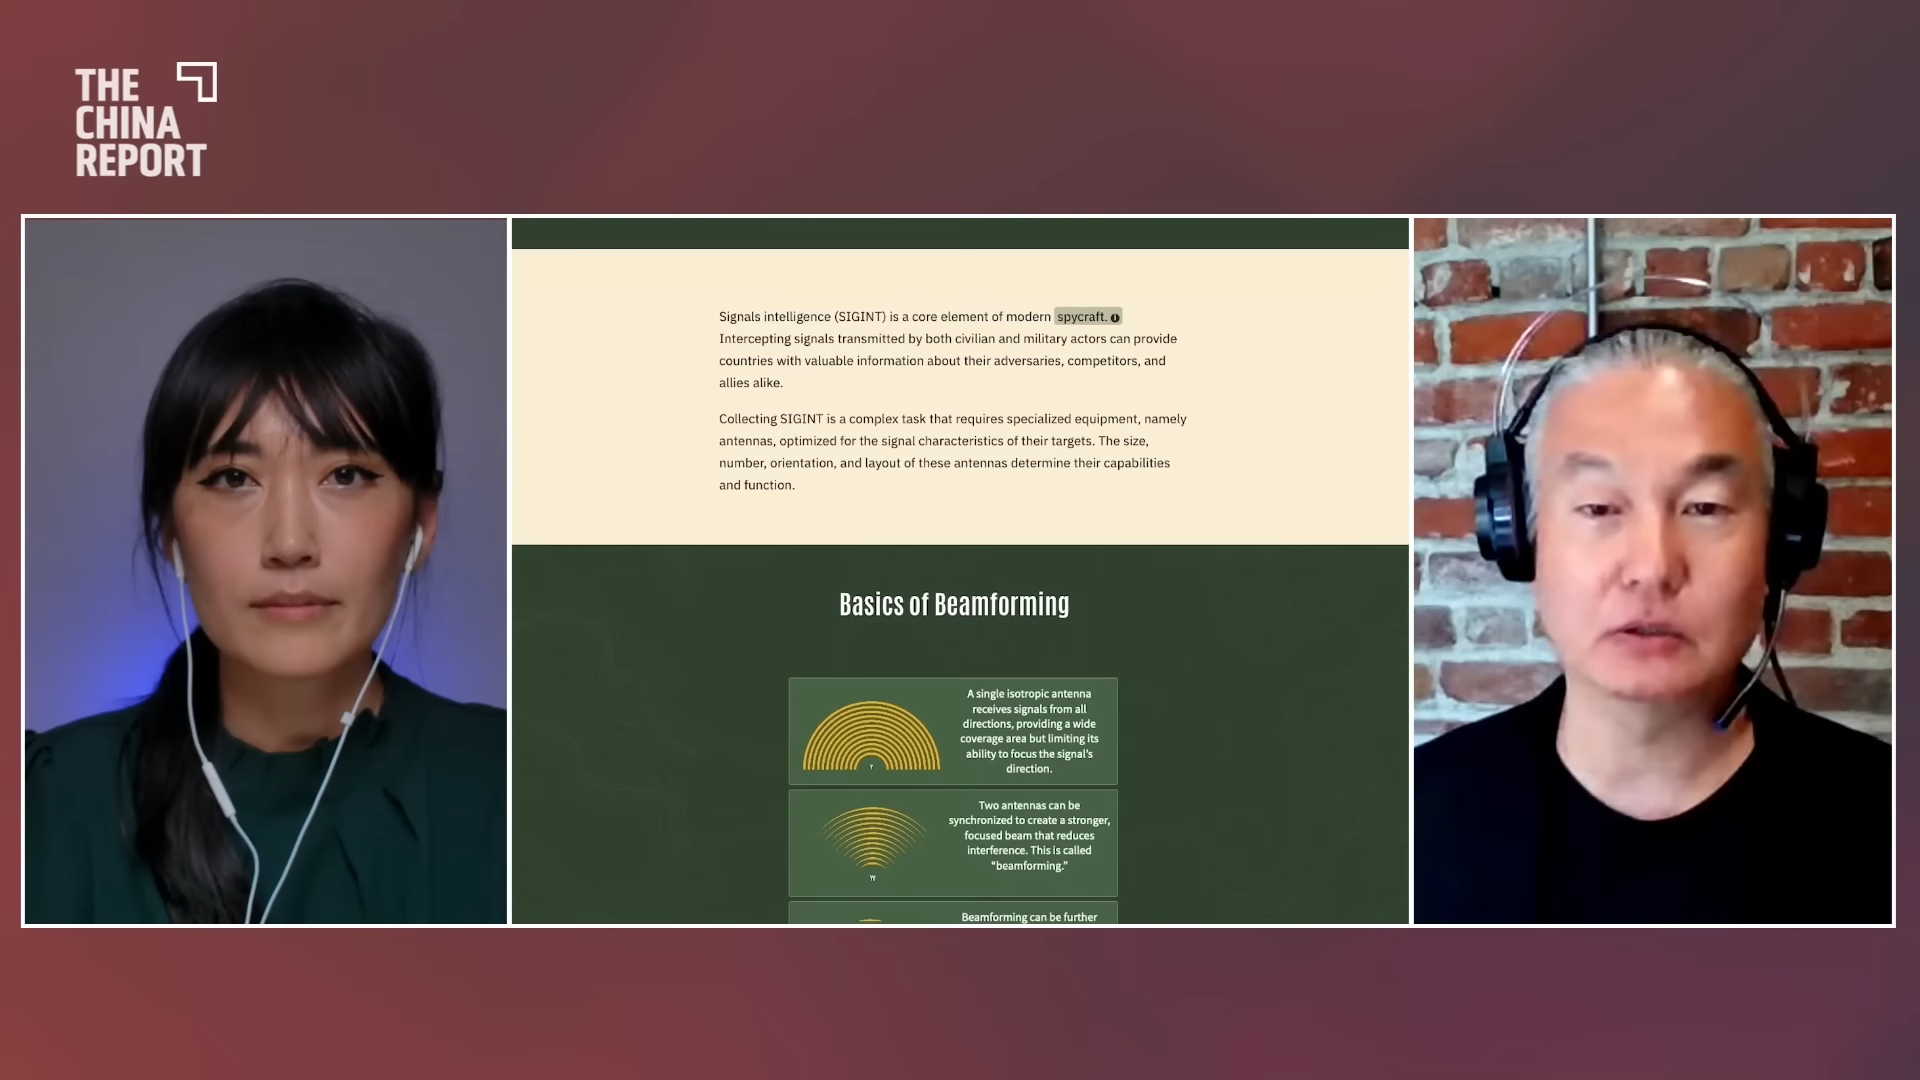 THE
CHINA
REPORT
Signals intelligence (SIGINT) is a core element of modern spycraft.
Intercepting signals transmitted by both civilian and military actors can provide
countries with valuable information about their adversaries, competitors, and
allies alike.
Collecting SIGINT is a complex task that requires specialized equipment, namely
antennas, optimized for the signal characteristics of their targets. The size,
number, orientation, and layout of these antennas determine their capabilities
and function.
Basics of Beamforming
A single isotropic antenna
receives signals from all
directions, providing a wide
coverage area but limiting its
ability to focus the signal's
direction.
Two antennas can be
synchronized to create a stronger,
focused beam that reduces
interference. This is called
“beamforming.”
Beamforming can be further